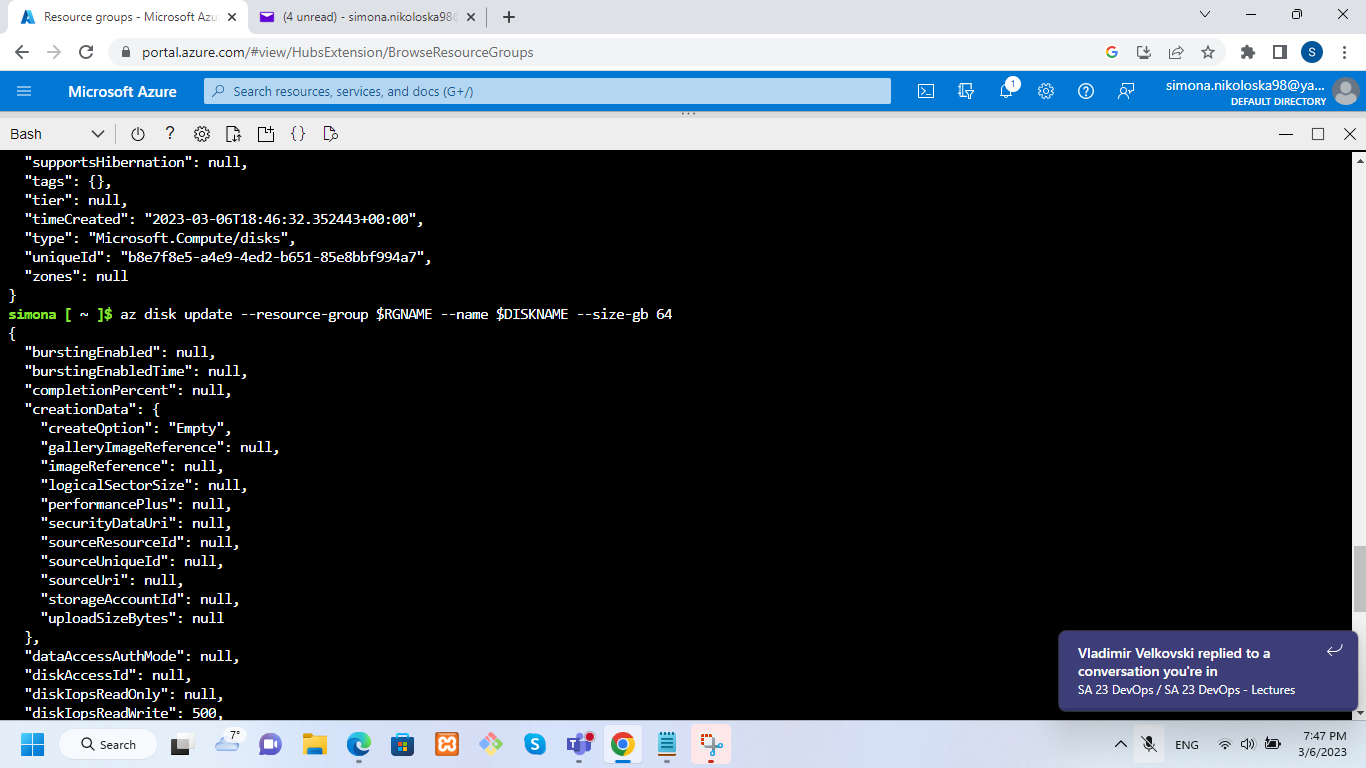 Resource groups - Microsoft Azu
(4 unread) - simona.nikoloska98@
portal.azure.com/#view/HubsExtension/BrowseResourceGroups
G
S
Microsoft Azure
Search resources, services, and docs (G+/)
1
simona.nikoloska98@ya...
DEFAULT DIRECTORY
Bash
?
{}
"supportsHibernation": null,
"tags": {},
"tier": null,
"timeCreated": "2023-03-06T18:46:32.352443+00:00",
"type": "Microsoft.Compute/disks",
"uniqueId": "b8e7f8e5-a4e9-4ed2-b651-85e8bbf994a7",
"zones": null
}
simona [ ~ ]$ az disk update --resource-group $RGNAME --name $DISKNAME --size-gb 64
{
"burstingEnabled": null,
"burstingEnabledTime": null,
"completionPercent": null,
"creationData": {
"createOption": "Empty",
"galleryImageReference": null,
"imageReference": null,
"logicalSectorSize": null,
"performancePlus": null,
"securityDataUri": null,
"sourceResourceId": null,
"sourceUniqueId": null,
"sourceUri": null,
"storageAccountId": null,
"uploadSizeBytes": null
},
"dataAccessAuthMode": null,
"diskAccessId": null,
"diskIopsReadOnly": null,
"diskIopsReadWrite": 500,
Vladimir Velkovski replied to a
conversation you're in
SA 23 DevOps / SA 23 DevOps - Lectures
Search
7°
ENG
7:47 PM
3/6/2023